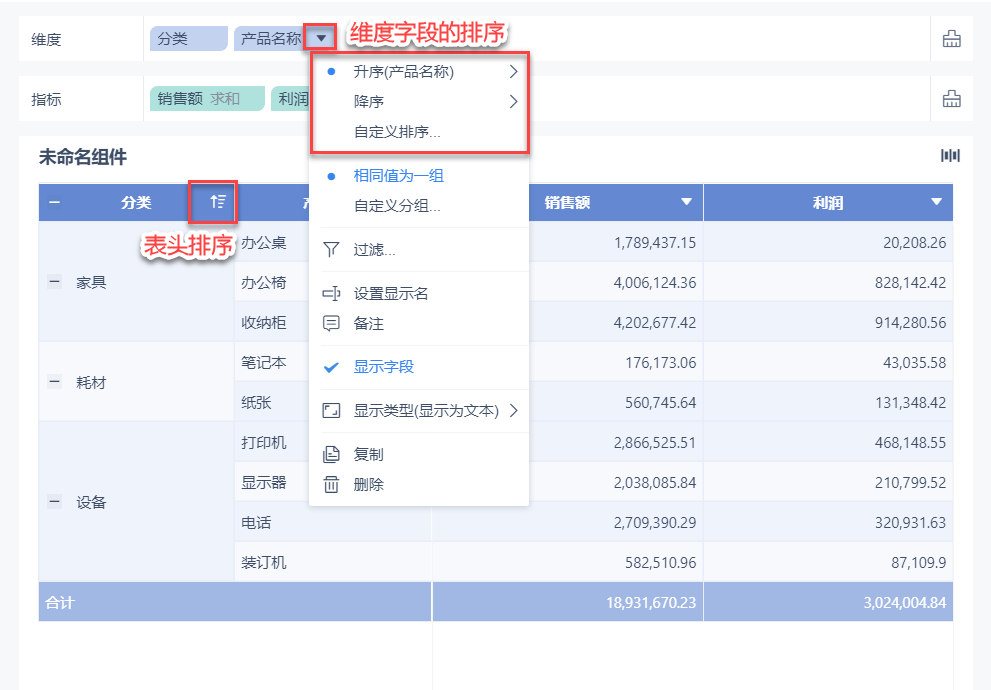 维度 分类 产品名称 维度字段的排序
升序(产品名称)
指标 销售额 求和 利润 降序
自定义排序...
未命名组件
相同值为一组
分类 销售额 利润
自定义分组...
表头排序
办公桌 过滤... 1,789,437.15 20,208.26
家具 办公椅 设置显示名 4,006,124.36 828,142.42
收纳柜 备注 4,202,677.42 914,280.56
笔记本 显示字段 176,173.06 43,035.58
耗材
纸张 显示类型(显示为文本) 560,745.64 131,348.42
打印机 复制 2,866,525.51 468,148.55
显示器 删除 2,038,085.84 210,799.52
设备
电话 2,709,390.29 320,931.63
装订机 582,510.96 87,109.9
合计 18,931,670.23 3,024,004.84